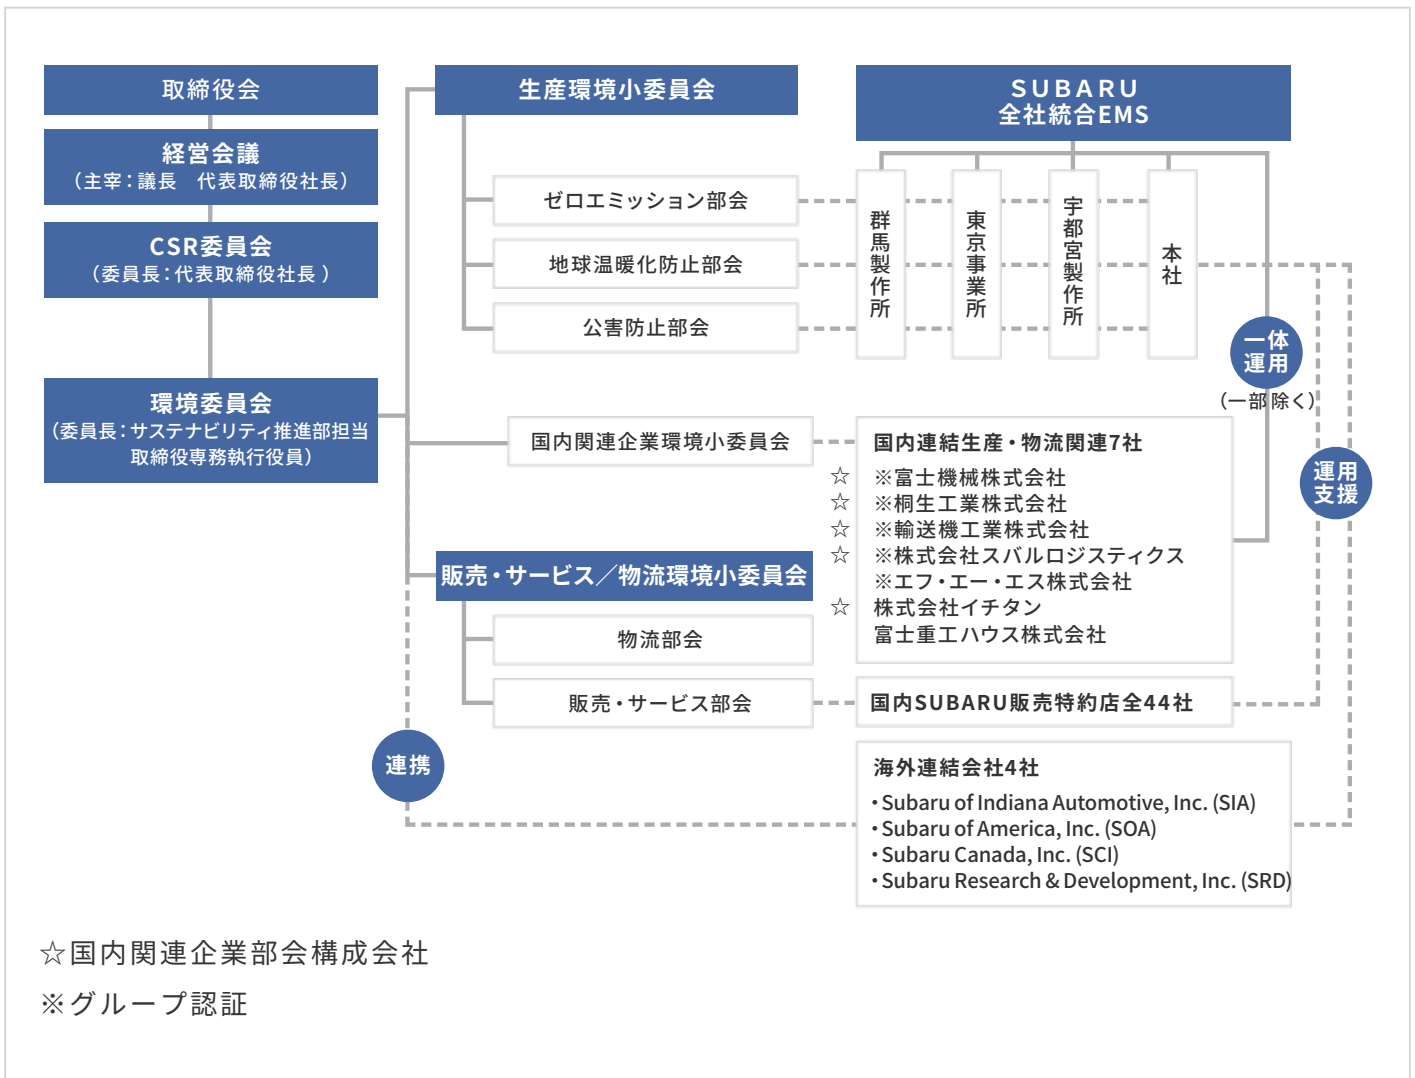 取締役会
経営会議
（主宰：議長　代表取締役社長）
CSR委員会
（委員長：代表取締役社長 ）
環境委員会
（委員長：サステナビリティ推進部担当
取締役専務執行役員）
生産環境小委員会
ゼロエミッション部会
地球温暖化防止部会
公害防止部会
国内関連企業環境小委員会
販売・サービス／物流環境小委員会
物流部会
販売・サービス部会
連携
SUBARU
全社統合EMS
群馬製作所
東京事業所
宇都宮製作所
本社
一体
運用
（一部除く）
運用
支援
国内連結生産・物流関連7社
☆ ※富士機械株式会社
☆ ※桐生工業株式会社
☆ ※輸送機工業株式会社
☆ ※株式会社スバルロジスティクス
※エフ・エー・エス株式会社
☆ 株式会社イチタン
富士重工ハウス株式会社
国内SUBARU販売特約店全44社
海外連結会社4社
・Subaru of Indiana Automotive, Inc. (SIA)
・Subaru of America, Inc. (SOA)
・Subaru Canada, Inc. (SCI)
・Subaru Research & Development, Inc. (SRD)
☆国内関連企業部会構成会社
※グループ認証